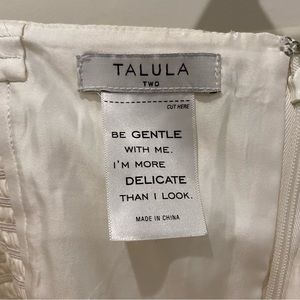 TALULA
TWO
CUT HERE
BE GENTLE
WITH ME.
I'M MORE
DELICATE
THAN I LOOK.
MADE IN CHINA